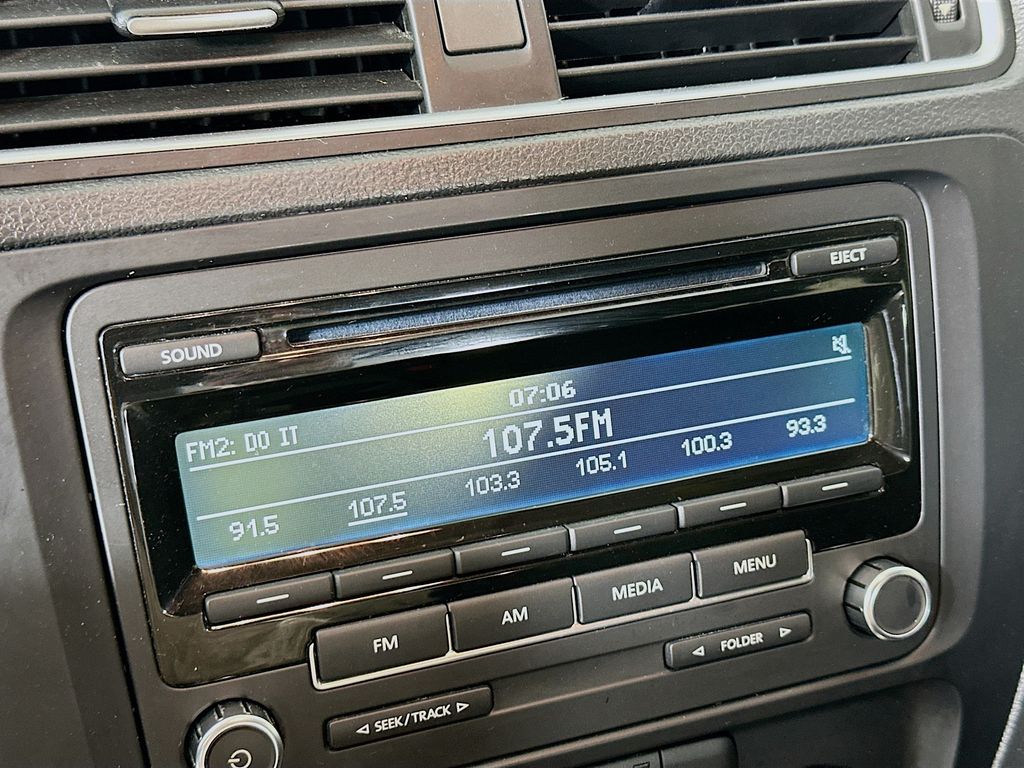 EJECT
SOUND
07:06
FM2: DO IT
107.5FM
91.5 107.5 103.3 105.1 100.3 93.3
FM AM MEDIA MENU
◁ FOLDER ▷
◁ SEEK/TRACK ▷